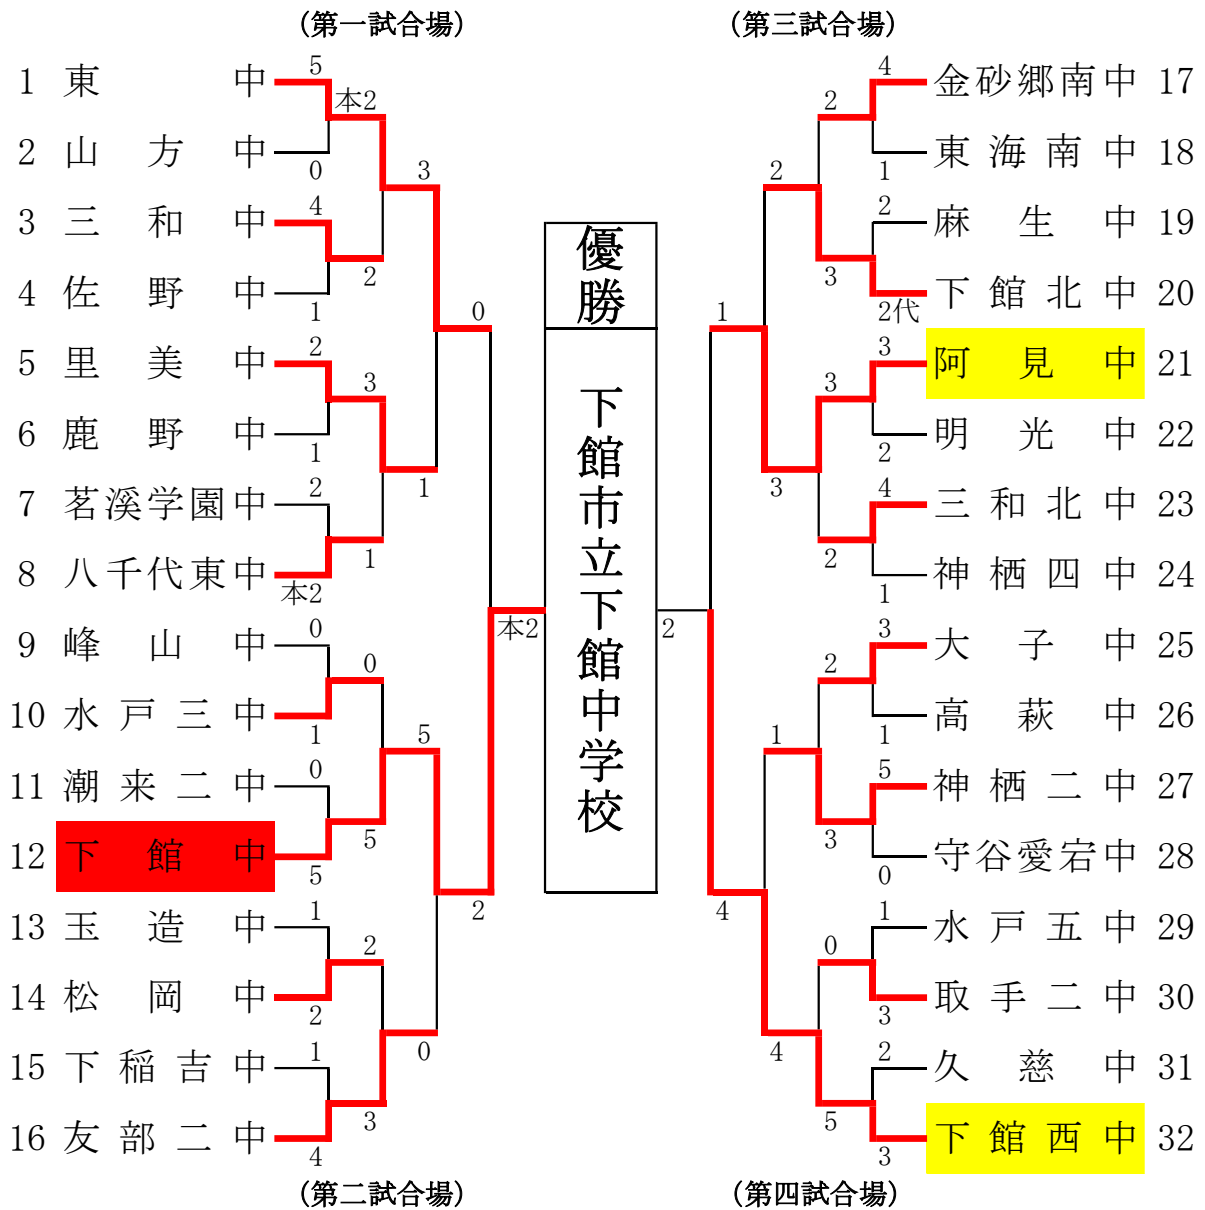 (第一試合場)
1 東中 5
本2
2 山方中 0
3
3 三和中 4
2
4 佐野中 1
0
5 里美中 2
3
6 鹿野中 1
1
7 茗溪学園中 2
1
8 八千代東中 本2
本2
9 峰山中 0
0
10 水戸三中 1
5
11 潮来二中 0
5
12 下館中 5
2
13 玉造中 1
2
14 松岡中 2
0
15 下稲吉中 1
3
16 友部二中 4
(第二試合場)
優勝
下館市立下館中学校
(第三試合場)
4 金砂郷南中 17
2
1 東海南中 18
2
2 麻生中 19
3
2代 下館北中 20
1
3 阿見中 21
3
2 明光中 22
3
4 三和北中 23
2
1 神栖四中 24
2
3 大子中 25
2
1 高萩中 26
1
5 神栖二中 27
3
0 守谷愛宕中 28
4
1 水戸五中 29
0
3 取手二中 30
4
2 久慈中 31
5
3 下館西中 32
(第四試合場)